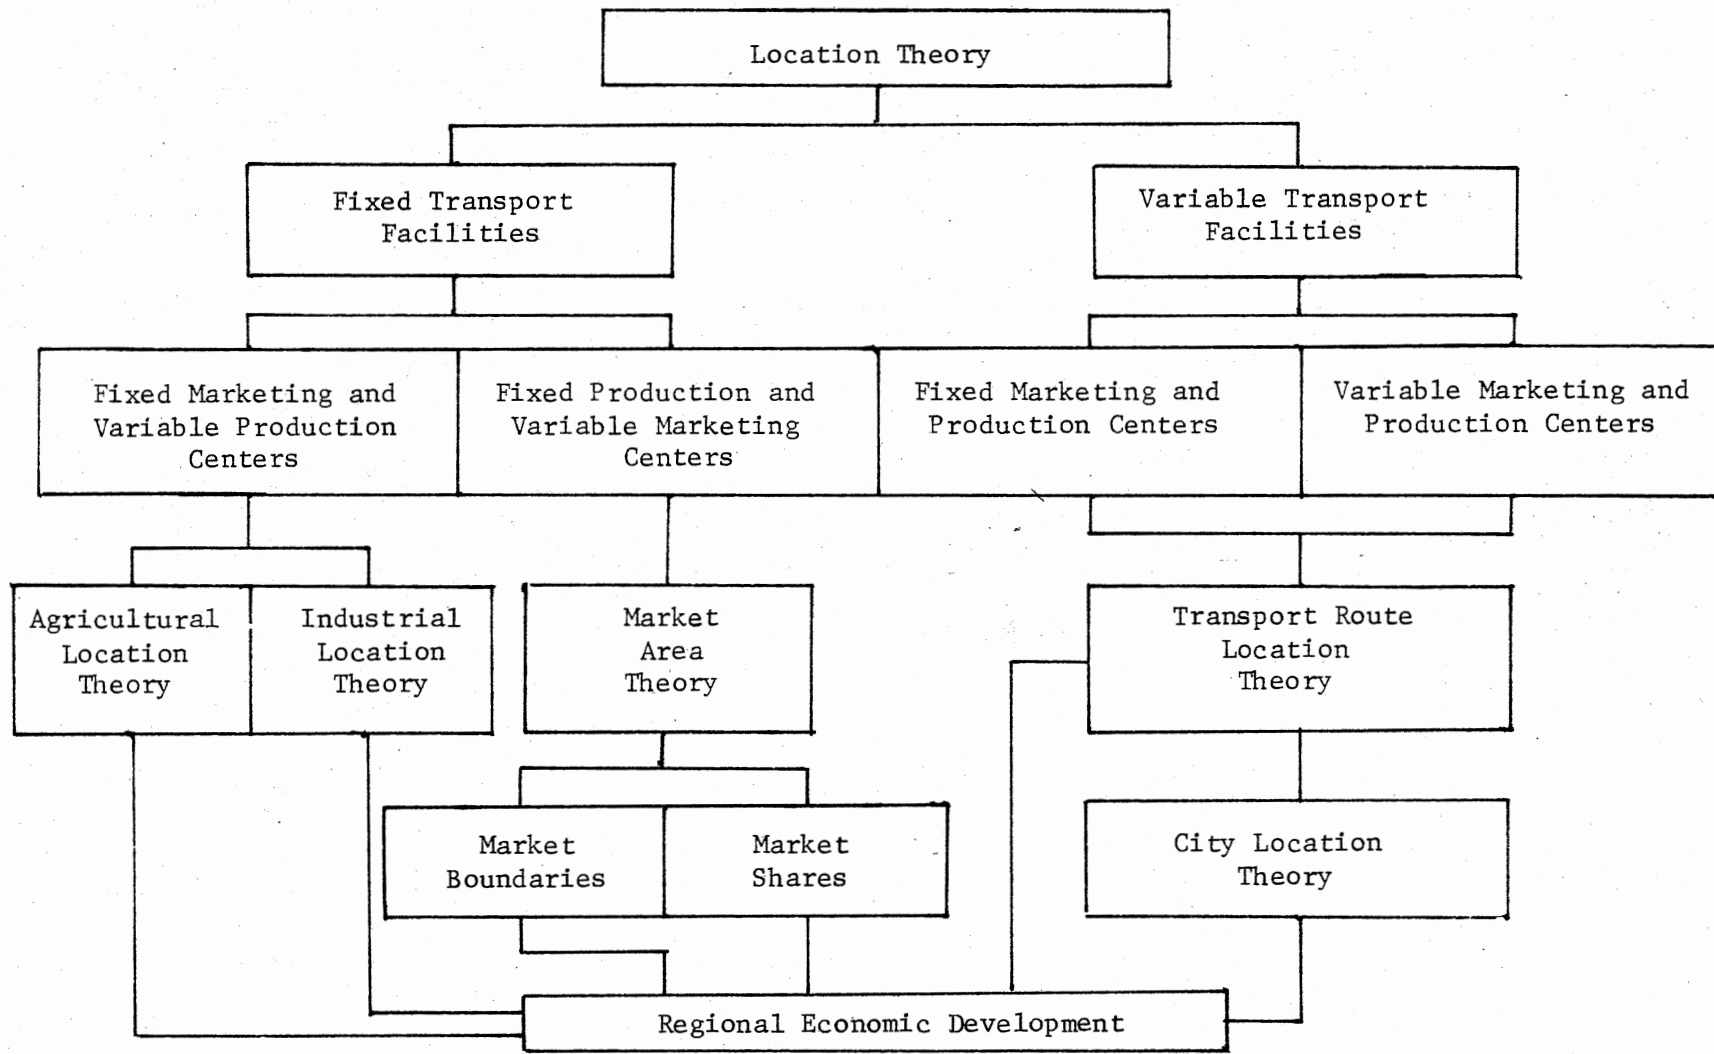 Location Theory
Fixed Transport
Facilities
Variable Transport
Facilities
Fixed Marketing and
Variable Production
Centers
Fixed Production and
Variable Marketing
Centers
Fixed Marketing and
Production Centers
Variable Marketing and
Production Centers
Agricultural
Location
Theory
Industrial
Location
Theory
Market
Area
Theory
Transport Route
Location
Theory
Market
Boundaries
Market
Shares
City Location
Theory
Regional Economic Development